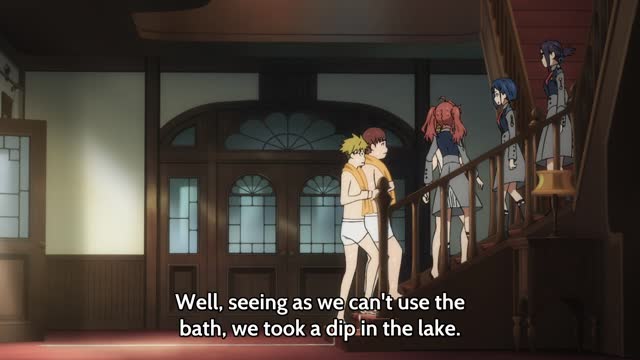 Well, seeing as we can't use the
bath, we took a dip in the lake.